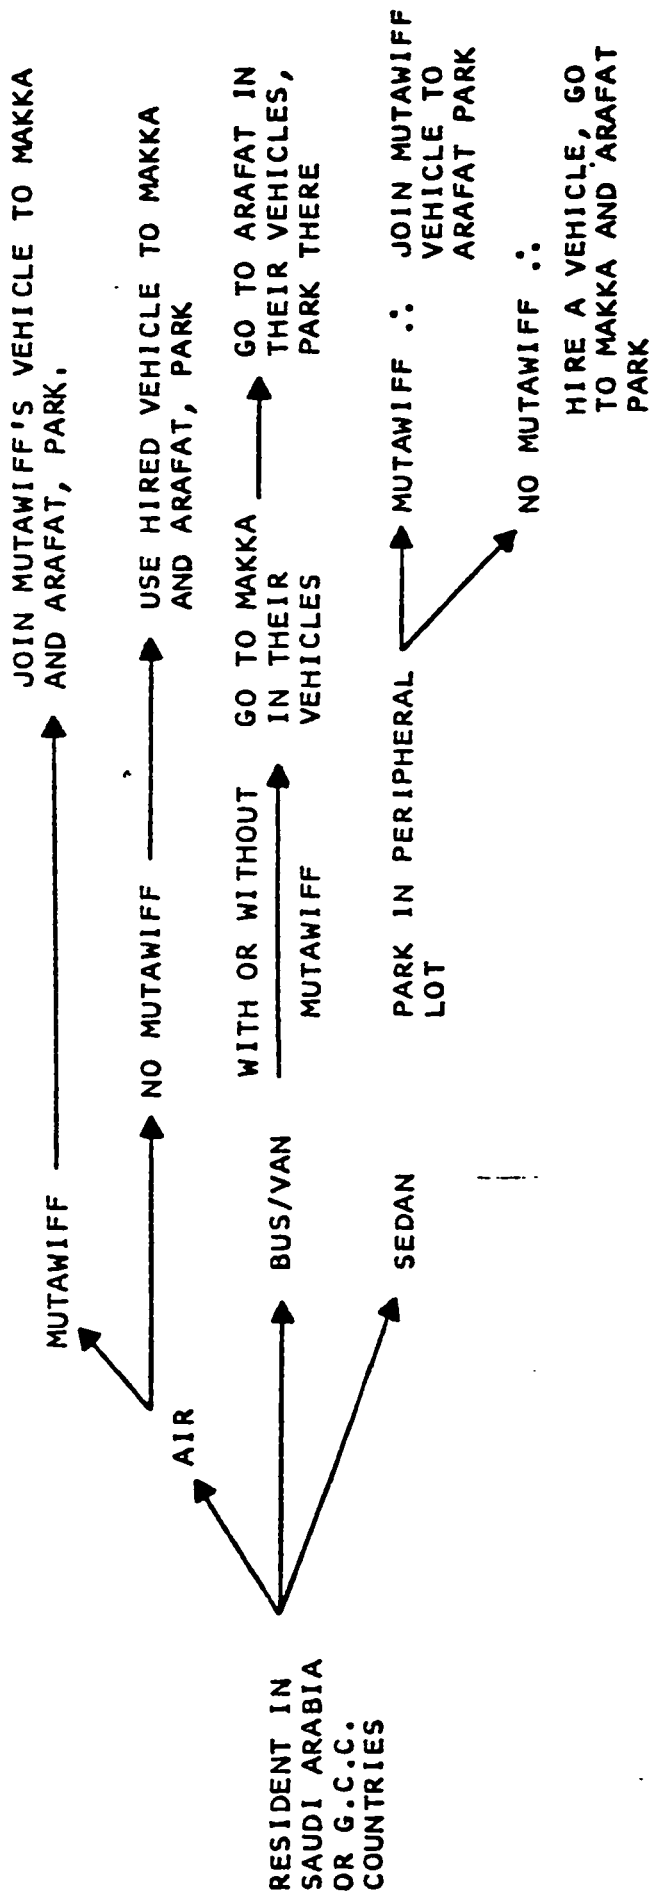 RESIDENT IN
SAUDI ARABIA
OR G.C.C.
COUNTRIES
AIR
MUTAWIFF
JOIN MUTAWIFF'S VEHICLE TO MAKKA
AND ARAFAT, PARK.
NO MUTAWIFF
USE HIRED VEHICLE TO MAKKA
AND ARAFAT, PARK
BUS/VAN
WITH OR WITHOUT
MUTAWIFF
GO TO MAKKA
IN THEIR
VEHICLES
GO TO ARAFAT IN
THEIR VEHICLES,
PARK THERE
SEDAN
PARK IN PERIPHERAL
LOT
MUTAWIFF ∴ JOIN MUTAWIFF
VEHICLE TO
ARAFAT PARK
NO MUTAWIFF ∴
HIRE A VEHICLE, GO
TO MAKKA AND ARAFAT
PARK